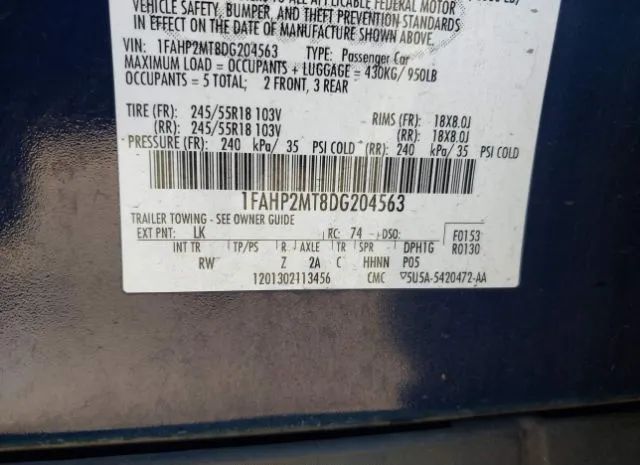 VEHICLE SAFETY, BUMPER, AND THEFT PREVENTION STANDARDS
IN EFFECT ON THE DATE OF MANUFACTURE SHOWN ABOVE.
VIN: 1FAHP2MT8DG204563 TYPE: Passenger Car
MAXIMUM LOAD = OCCUPANTS + LUGGAGE = 430KG/950LB
OCCUPANTS = 5 TOTAL; 2 FRONT, 3 REAR
TIRE (FR): 245/55R18 103V RIMS (FR): 18X8.0J
(RR): 245/55R18 103V (RR): 18X8.0J
PRESSURE (FR): 240 kPa/ 35 PSI COLD (RR): 240 kPa/ 35 PSI COLD
1FAHP2MT8DG204563
TRAILER TOWING - SEE OWNER GUIDE
EXT PNT: LK RC: 74 DSO: F0153
INT TR TP/PS R AXLE TR SPR DPH1G R0130
RW Z 2A C HHNN P05
1201302113456 CMC ▽5U5A-5420472-AA